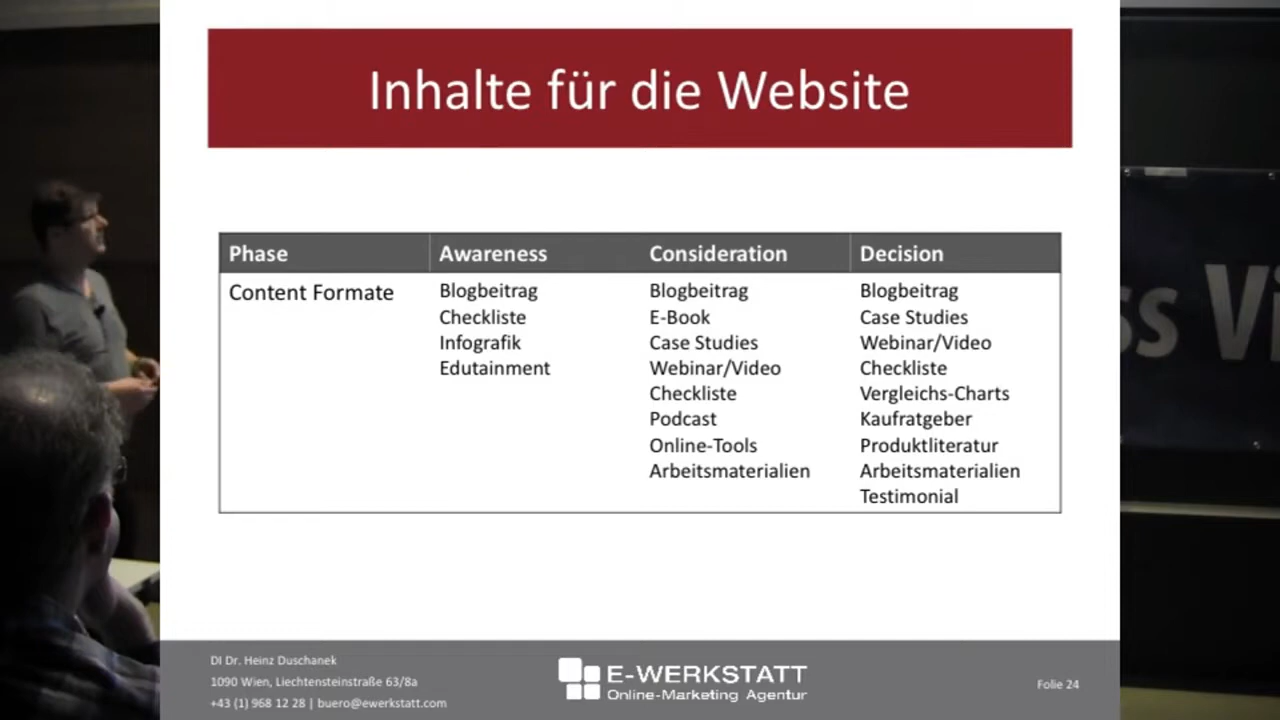 Inhalte für die Website
Phase Awareness Consideration Decision
Content Formate Blogbeitrag Blogbeitrag Blogbeitrag
Checkliste E-Book Case Studies
Infografik Case Studies Webinar/Video
Edutainment Webinar/Video Checkliste
Checkliste Vergleichs-Charts
Podcast Kaufratgeber
Online-Tools Produktliteratur
Arbeitsmaterialien Arbeitsmaterialien
Testimonial
DI Dr. Heinz Duschanek
1090 Wien, Liechtensteinstraße 63/8a
+43 (1) 968 12 28 | buero@ewerkstatt.com
E-WERKSTATT
Online-Marketing Agentur
Folie 24